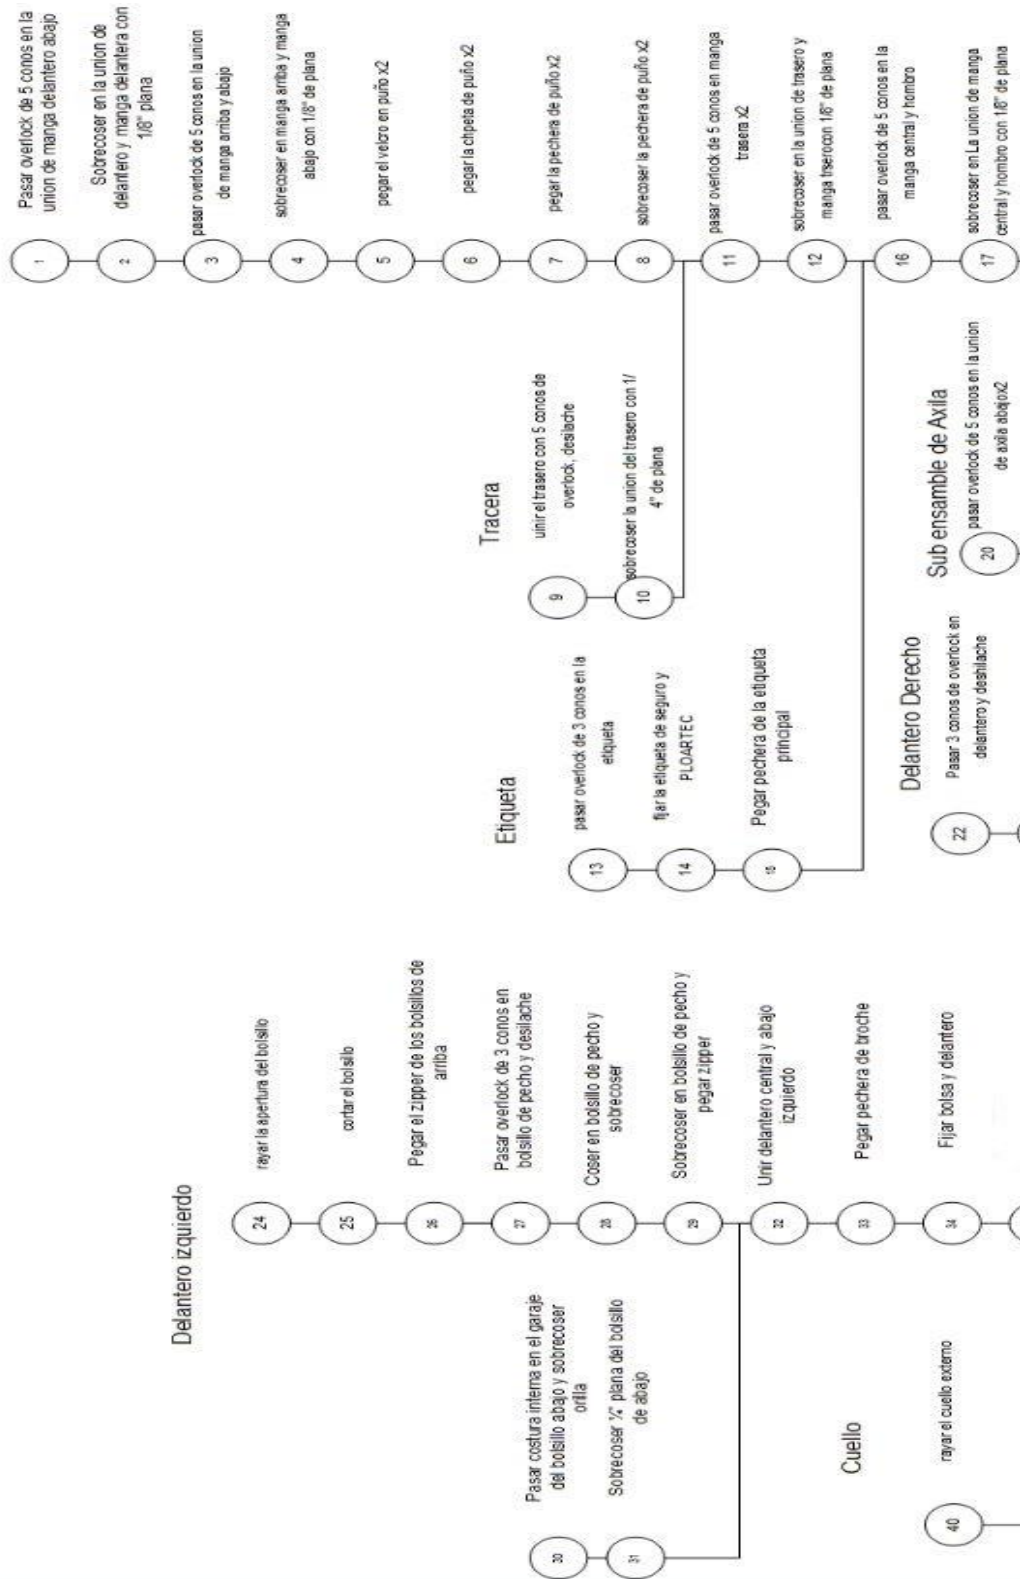 1
Pasar overlock de 5 conos en la
union de manga delantero abajo
2
Sobrecoser en la union de
delantero y manga delantera con
1/8" plana
3
pasar overlock de 5 conos en la union
de manga arriba y abajo
4
sobrecoser en manga arriba y manga
abajo con 1/8" de plana
5
pegar el velcro en puño x2
6
pegar la chpeta de puño x2
7
pegar la pechera de puño x2
8
sobrecoser la pechera de puño x2
11
pasar overlock de 5 conos en manga
trasera x2
12
sobrecoser en la union de trasero y
manga trserocon 1/8" de plana
16
pasar overlock de 5 conos en la
manga central y hombro
17
sobrecoser en La union de manga
central y hombro con 1/8" de plana
Tracera
9
uinir el trasero con 5 conos de
overlock, desilache
10
sobrecoser la union del trasero con 1/
4" de plana
Sub ensamble de Axila
20
pasar overlock de 5 conos en la union
de axila abajox2
Etiqueta
13
pasar overlock de 3 conos en la
etiqueta
14
fijar la etiqueta de seguro y
PLOARTEC
15
Pegar pechera de la etiqueta
principal
Delantero Derecho
22
Pasar 3 conos de overlock en
delantero y deshilache
Delantero izquierdo
24
rayar la apertura del bolsillo
25
cortar el bolsillo
26
Pegar el zipper de los bolsillos de
arriba
27
Pasar overlock de 3 conos en
bolsillo de pecho y desilache
28
Coser en bolsillo de pecho y
sobrecoser
29
Sobrecoser en bolsillo de pecho y
pegar zipper
32
Unir delantero central y abajo
izquierdo
33
Pegar pechera de broche
34
Fijar bolsa y delantero
30
Pasar costura interna en el garaje
del bolsillo abajo y sobrecoser
orilla
31
Sobrecoser ¼" plana del bolsillo
de abajo
Cuello
40
rayar el cuello externo